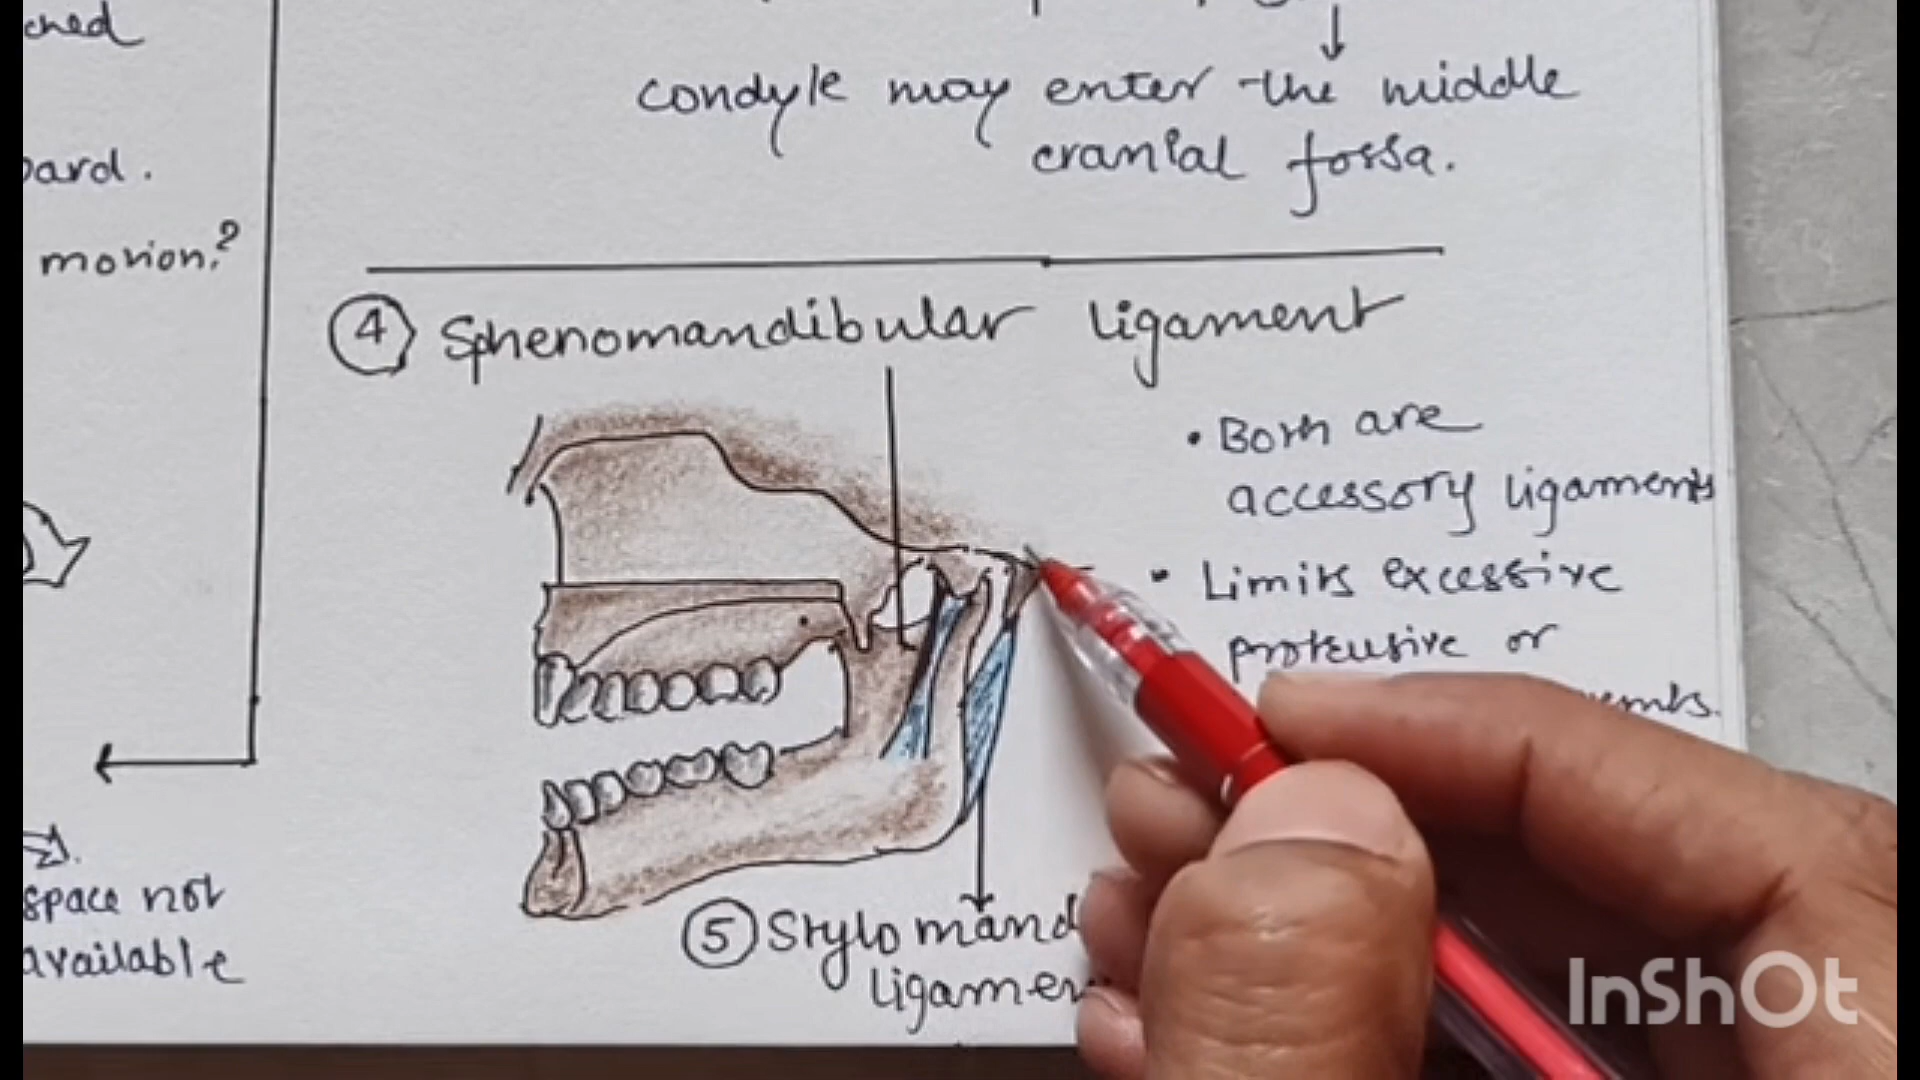 ched
oard.
motion?
space not
available
condyle may enter the middle
cranial fossa.
④ Sphenomandibular ligament
• Both are
accessory ligaments
• Limits excessive
protrusive or
⑤ Stylomand
ligamen
InShOt